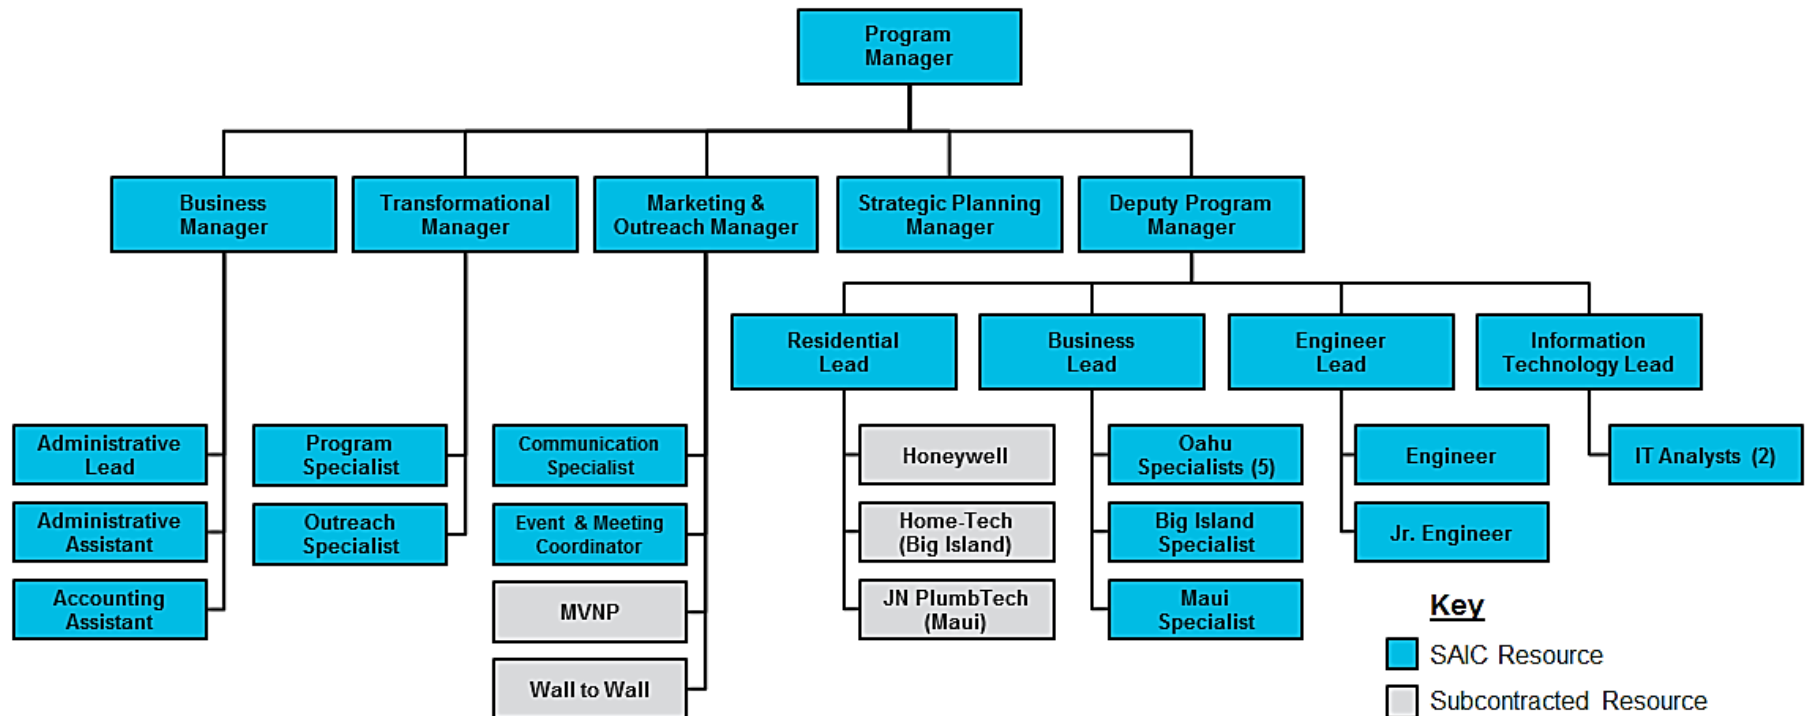 Program
Manager
Business
Manager
Transformational
Manager
Marketing &
Outreach Manager
Strategic Planning
Manager
Deputy Program
Manager
Residential
Lead
Business
Lead
Engineer
Lead
Information
Technology Lead
Administrative
Lead
Administrative
Assistant
Accounting
Assistant
Program
Specialist
Outreach
Specialist
Communication
Specialist
Event & Meeting
Coordinator
MVNP
Wall to Wall
Honeywell
Home-Tech
(Big Island)
JN PlumbTech
(Maui)
Oahu
Specialists (5)
Big Island
Specialist
Maui
Specialist
Engineer
Jr. Engineer
IT Analysts (2)
Key
SAIC Resource
Subcontracted Resource